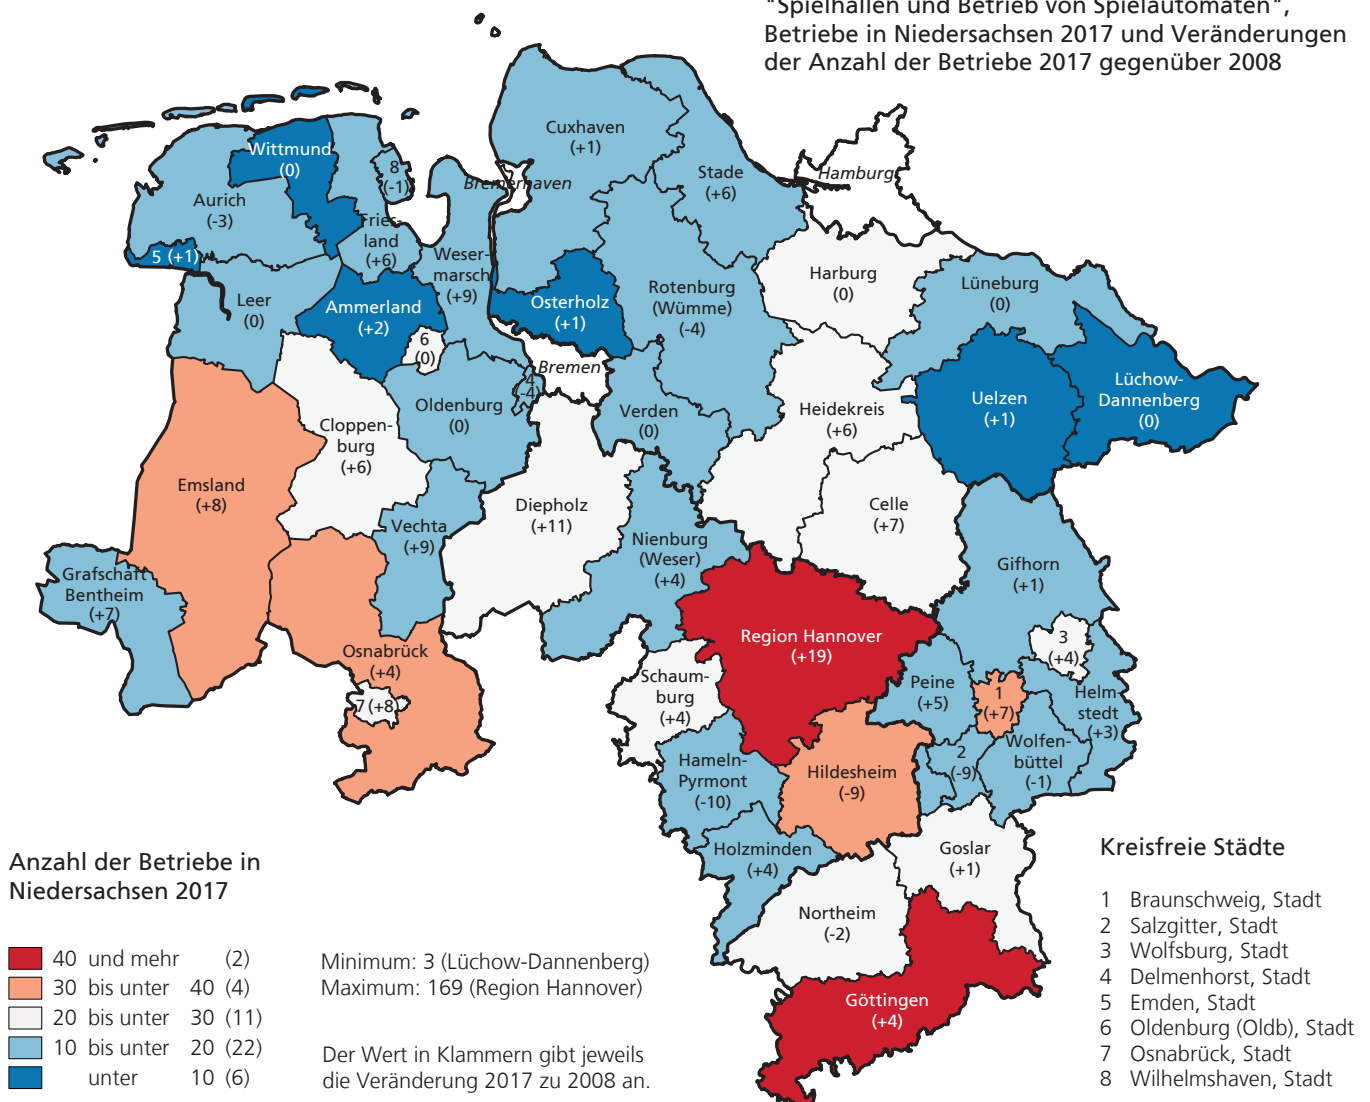 "Spielhallen und Betrieb von Spielautomaten",
Betriebe in Niedersachsen 2017 und Veränderungen
der Anzahl der Betriebe 2017 gegenüber 2008
Cuxhaven
(+1)
Wittmund
(0)
8
(-1)
Bremerhaven
Stade
(+6)
Hamburg
Aurich
(-3)
Fries-
land
(+6)
5 (+1)
Weser-
marsch
(+9)
Harburg
(0)
Lüneburg
(0)
Rotenburg
(Wümme)
(-4)
Leer
(0)
Ammerland
(+2)
Osterholz
(+1)
6
(0)
Bremen
4
(-4)
Oldenburg
(0)
Verden
(0)
Heidekreis
(+6)
Uelzen
(+1)
Lüchow-
Dannenberg
(0)
Cloppen-
burg
(+6)
Emsland
(+8)
Diepholz
(+11)
Celle
(+7)
Vechta
(+9)
Nienburg
(Weser)
(+4)
Gifhorn
(+1)
Grafschaft
Bentheim
(+7)
Region Hannover
(+19)
3
(+4)
Osnabrück
(+4)
7 (+8
Schaum-
burg
(+4)
Peine
(+5)
1
(+7)
Helm
stedt
(+3)
Hameln-
Pyrmont
(-10)
Hildesheim
(-9)
2
(-9)
Wolfen-
büttel
(-1)
Holzminden
(+4)
Goslar
(+1)
Northeim
(-2)
Göttingen
(+4)
Anzahl der Betriebe in
Niedersachsen 2017
40 und mehr (2)
30 bis unter 40 (4)
20 bis unter 30 (11)
10 bis unter 20 (22)
unter 10 (6)
Minimum: 3 (Lüchow-Dannenberg)
Maximum: 169 (Region Hannover)
Der Wert in Klammern gibt jeweils
die Veränderung 2017 zu 2008 an.
Kreisfreie Städte
1 Braunschweig, Stadt
2 Salzgitter, Stadt
3 Wolfsburg, Stadt
4 Delmenhorst, Stadt
5 Emden, Stadt
6 Oldenburg (Oldb), Stadt
7 Osnabrück, Stadt
8 Wilhelmshaven, Stadt